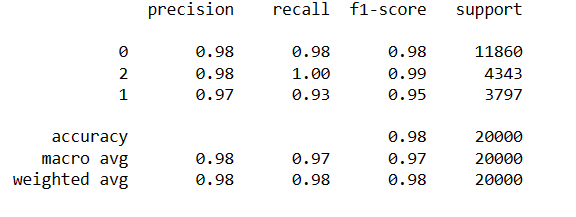 precision recall f1-score support
0 0.98 0.98 0.98 11860
2 0.98 1.00 0.99 4343
1 0.97 0.93 0.95 3797
accuracy 0.98 20000
macro avg 0.98 0.97 0.97 20000
weighted avg 0.98 0.98 0.98 20000